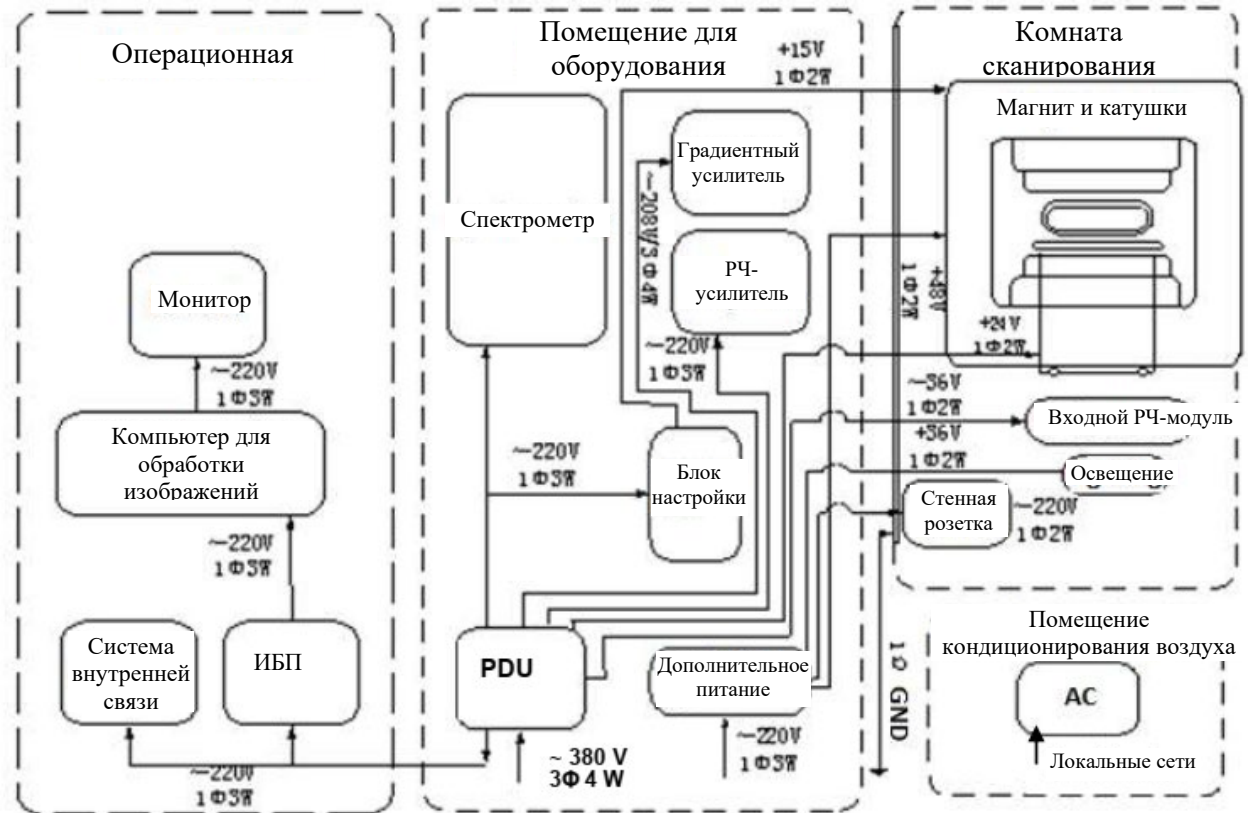 Операционная
Монитор
~220V
1Ф3W
Компьютер для
обработки
изображений
~220V
1Ф3W
Система
внутренней
связи
ИБП
~220V
1Ф3W
Помещение для
оборудования
+15V
1Ф2W
Спектрометр
Градиентный
усилитель
~208V/3Ф4W
РЧ-
усилитель
~220V
1Ф3W
~220V
1Ф3W
Блок
настройки
PDU
~ 380 V
3Ф 4 W
Дополнительное
питание
~220V
1Ф3W
Комната
сканирования
Магнит и катушки
+48V
1Ф2W
+24V
1Ф2W
~36V
1Ф2W
Входной РЧ-модуль
+36V
1Ф2W
Освещение
Стенная
розетка
~220V
1Ф2W
1Ω GND
Помещение
кондиционирования воздуха
AC
Локальные сети